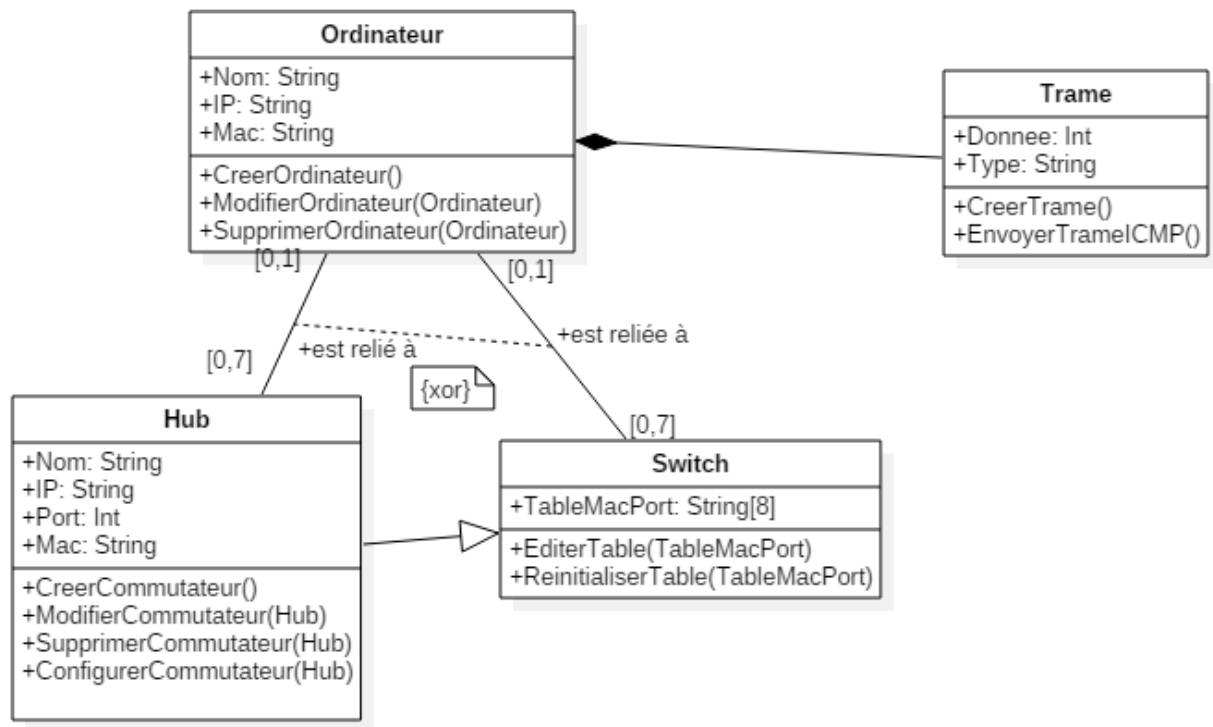 Ordinateur
+Nom: String
+IP: String
+Mac: String
+CreerOrdinateur()
+ModifierOrdinateur(Ordinateur)
+SupprimerOrdinateur(Ordinateur)
Trame
+Donnee: Int
+Type: String
+CreerTrame()
+EnvoyerTrameICMP()
[0,1]
[0,1]
+est relié à
+est reliée à
[0,7]
{xor}
[0,7]
Hub
+Nom: String
+IP: String
+Port: Int
+Mac: String
+CreerCommutateur()
+ModifierCommutateur(Hub)
+SupprimerCommutateur(Hub)
+ConfigurerCommutateur(Hub)
Switch
+TableMacPort: String[8]
+EditerTable(TableMacPort)
+ReinitialiserTable(TableMacPort)